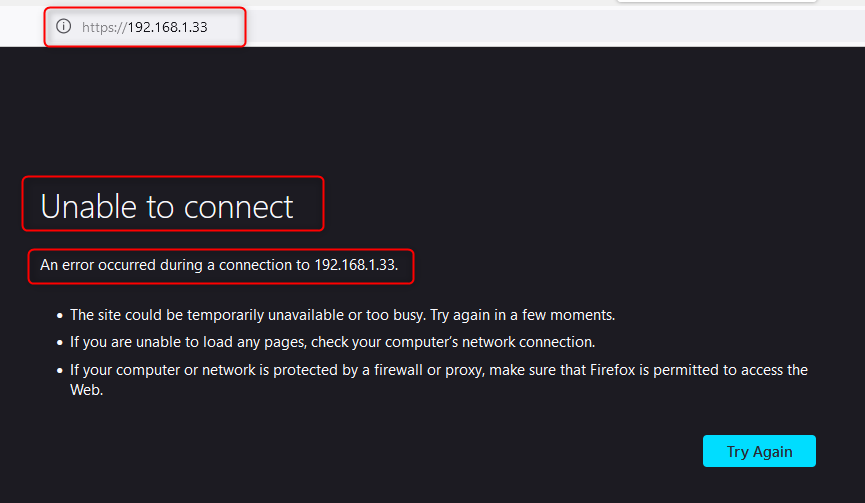 https://192.168.1.33
Unable to connect
An error occurred during a connection to 192.168.1.33.
• The site could be temporarily unavailable or too busy. Try again in a few moments.
• If you are unable to load any pages, check your computer’s network connection.
• If your computer or network is protected by a firewall or proxy, make sure that Firefox is permitted to access the
Web.
Try Again